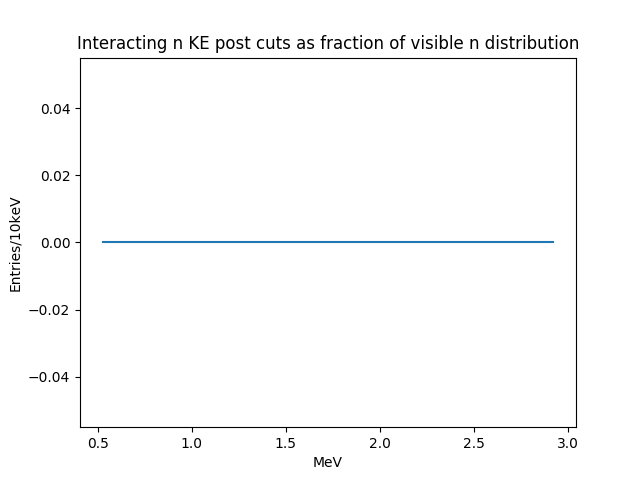 Interacting n KE post cuts as fraction of visible n distribution
0.04
0.02
0.00
−0.02
−0.04
Entries/10keV
0.5 1.0 1.5 2.0 2.5 3.0
MeV